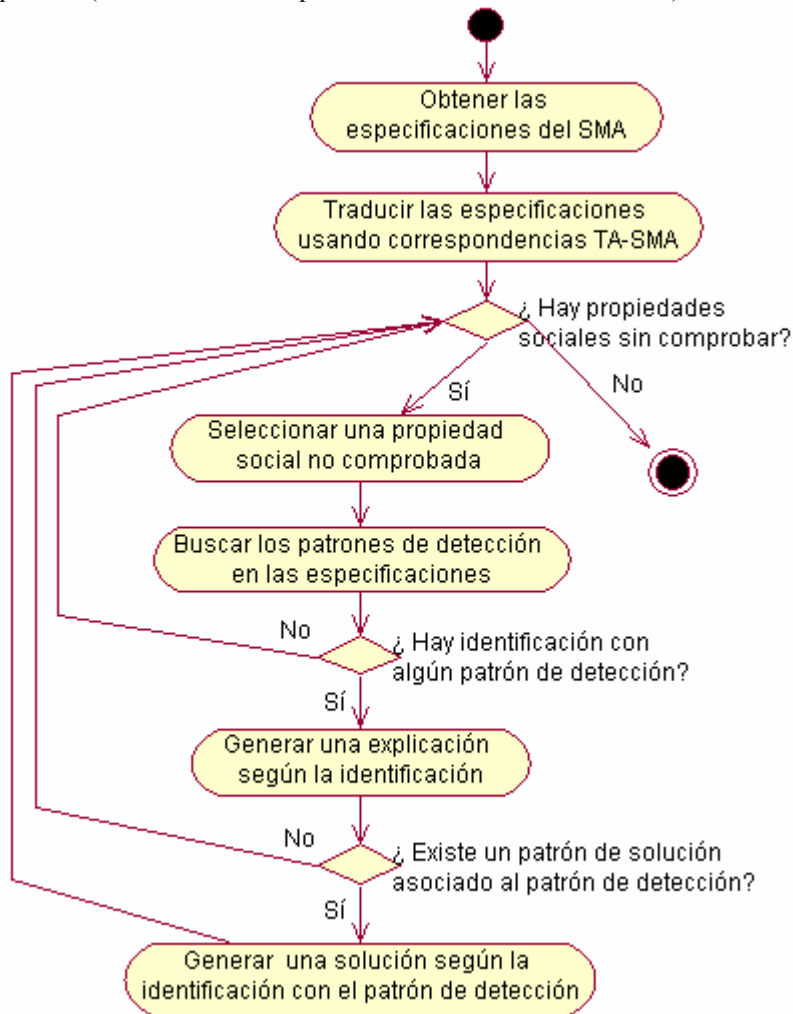 Obtener las
especificaciones del SMA
Traducir las especificaciones
usando correspondencias TA-SMA
¿ Hay propiedades
sociales sin comprobar?
Sí
No
Seleccionar una propiedad
social no comprobada
Buscar los patrones de detección
en las especificaciones
No
¿ Hay identificación con
algún patrón de detección?
Sí
Generar una explicación
según la identificación
No
¿ Existe un patrón de solución
asociado al patrón de detección?
Sí
Generar una solución según la
identificación con el patrón de detección